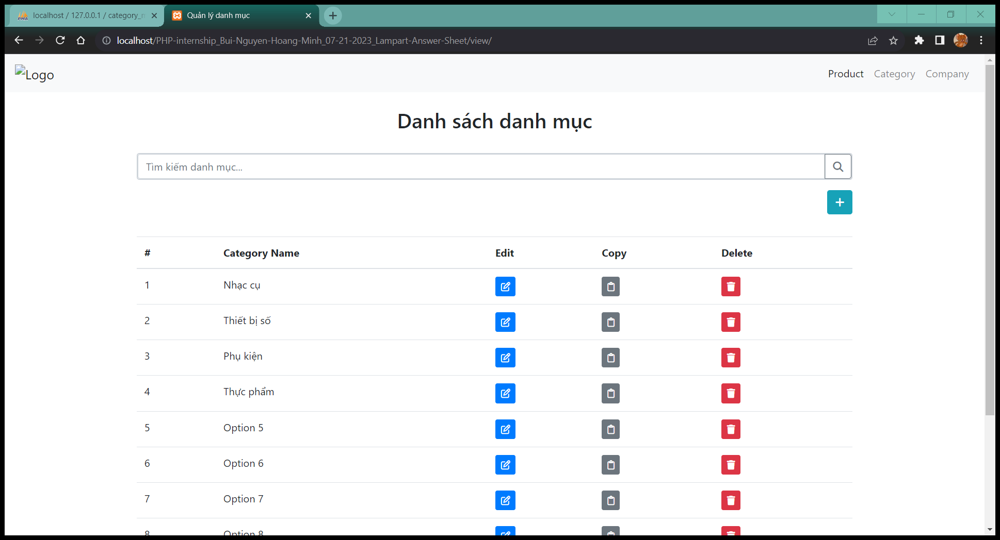 localhost / 127.0.0.1 / category_m
Quản lý danh mục
localhost/PHP-internship_Bui-Nguyen-Hoang-Minh_07-21-2023_Lampart-Answer-Sheet/view/
Logo
Product Category Company
Danh sách danh mục
Tìm kiếm danh mục...
# Category Name Edit Copy Delete
1 Nhạc cụ
2 Thiết bị số
3 Phụ kiện
4 Thực phẩm
5 Option 5
6 Option 6
7 Option 7
8 Option 8